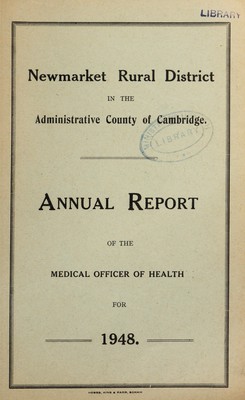 LIBRARY
Newmarket Rural District
IN THE
Administrative County of Cambridge.
LIBRARY
ANNUAL REPORT
OF THE
MEDICAL OFFICER OF HEALTH
FOR
1948.